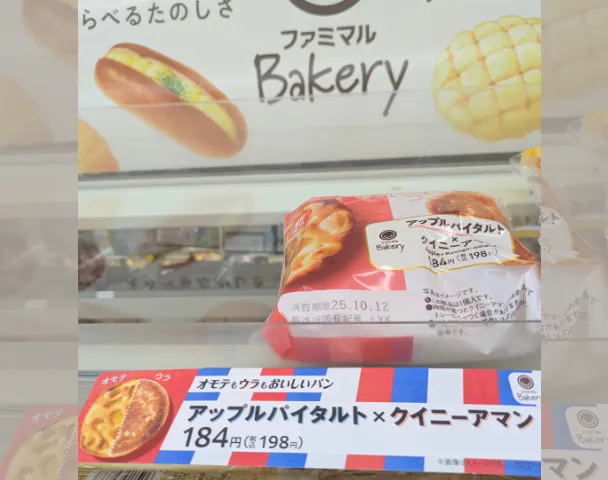 らべるたのしさ
ファミマル
Bakery
アップルパイタルト
×
クイニーアマン
Bakery
184円(税込198円)
消費期限25.10.12
オモテ ウラ
オモテもウラもおいしいパン
アップルパイタルト×クイニーアマン
184円(税込198円)
Bakery